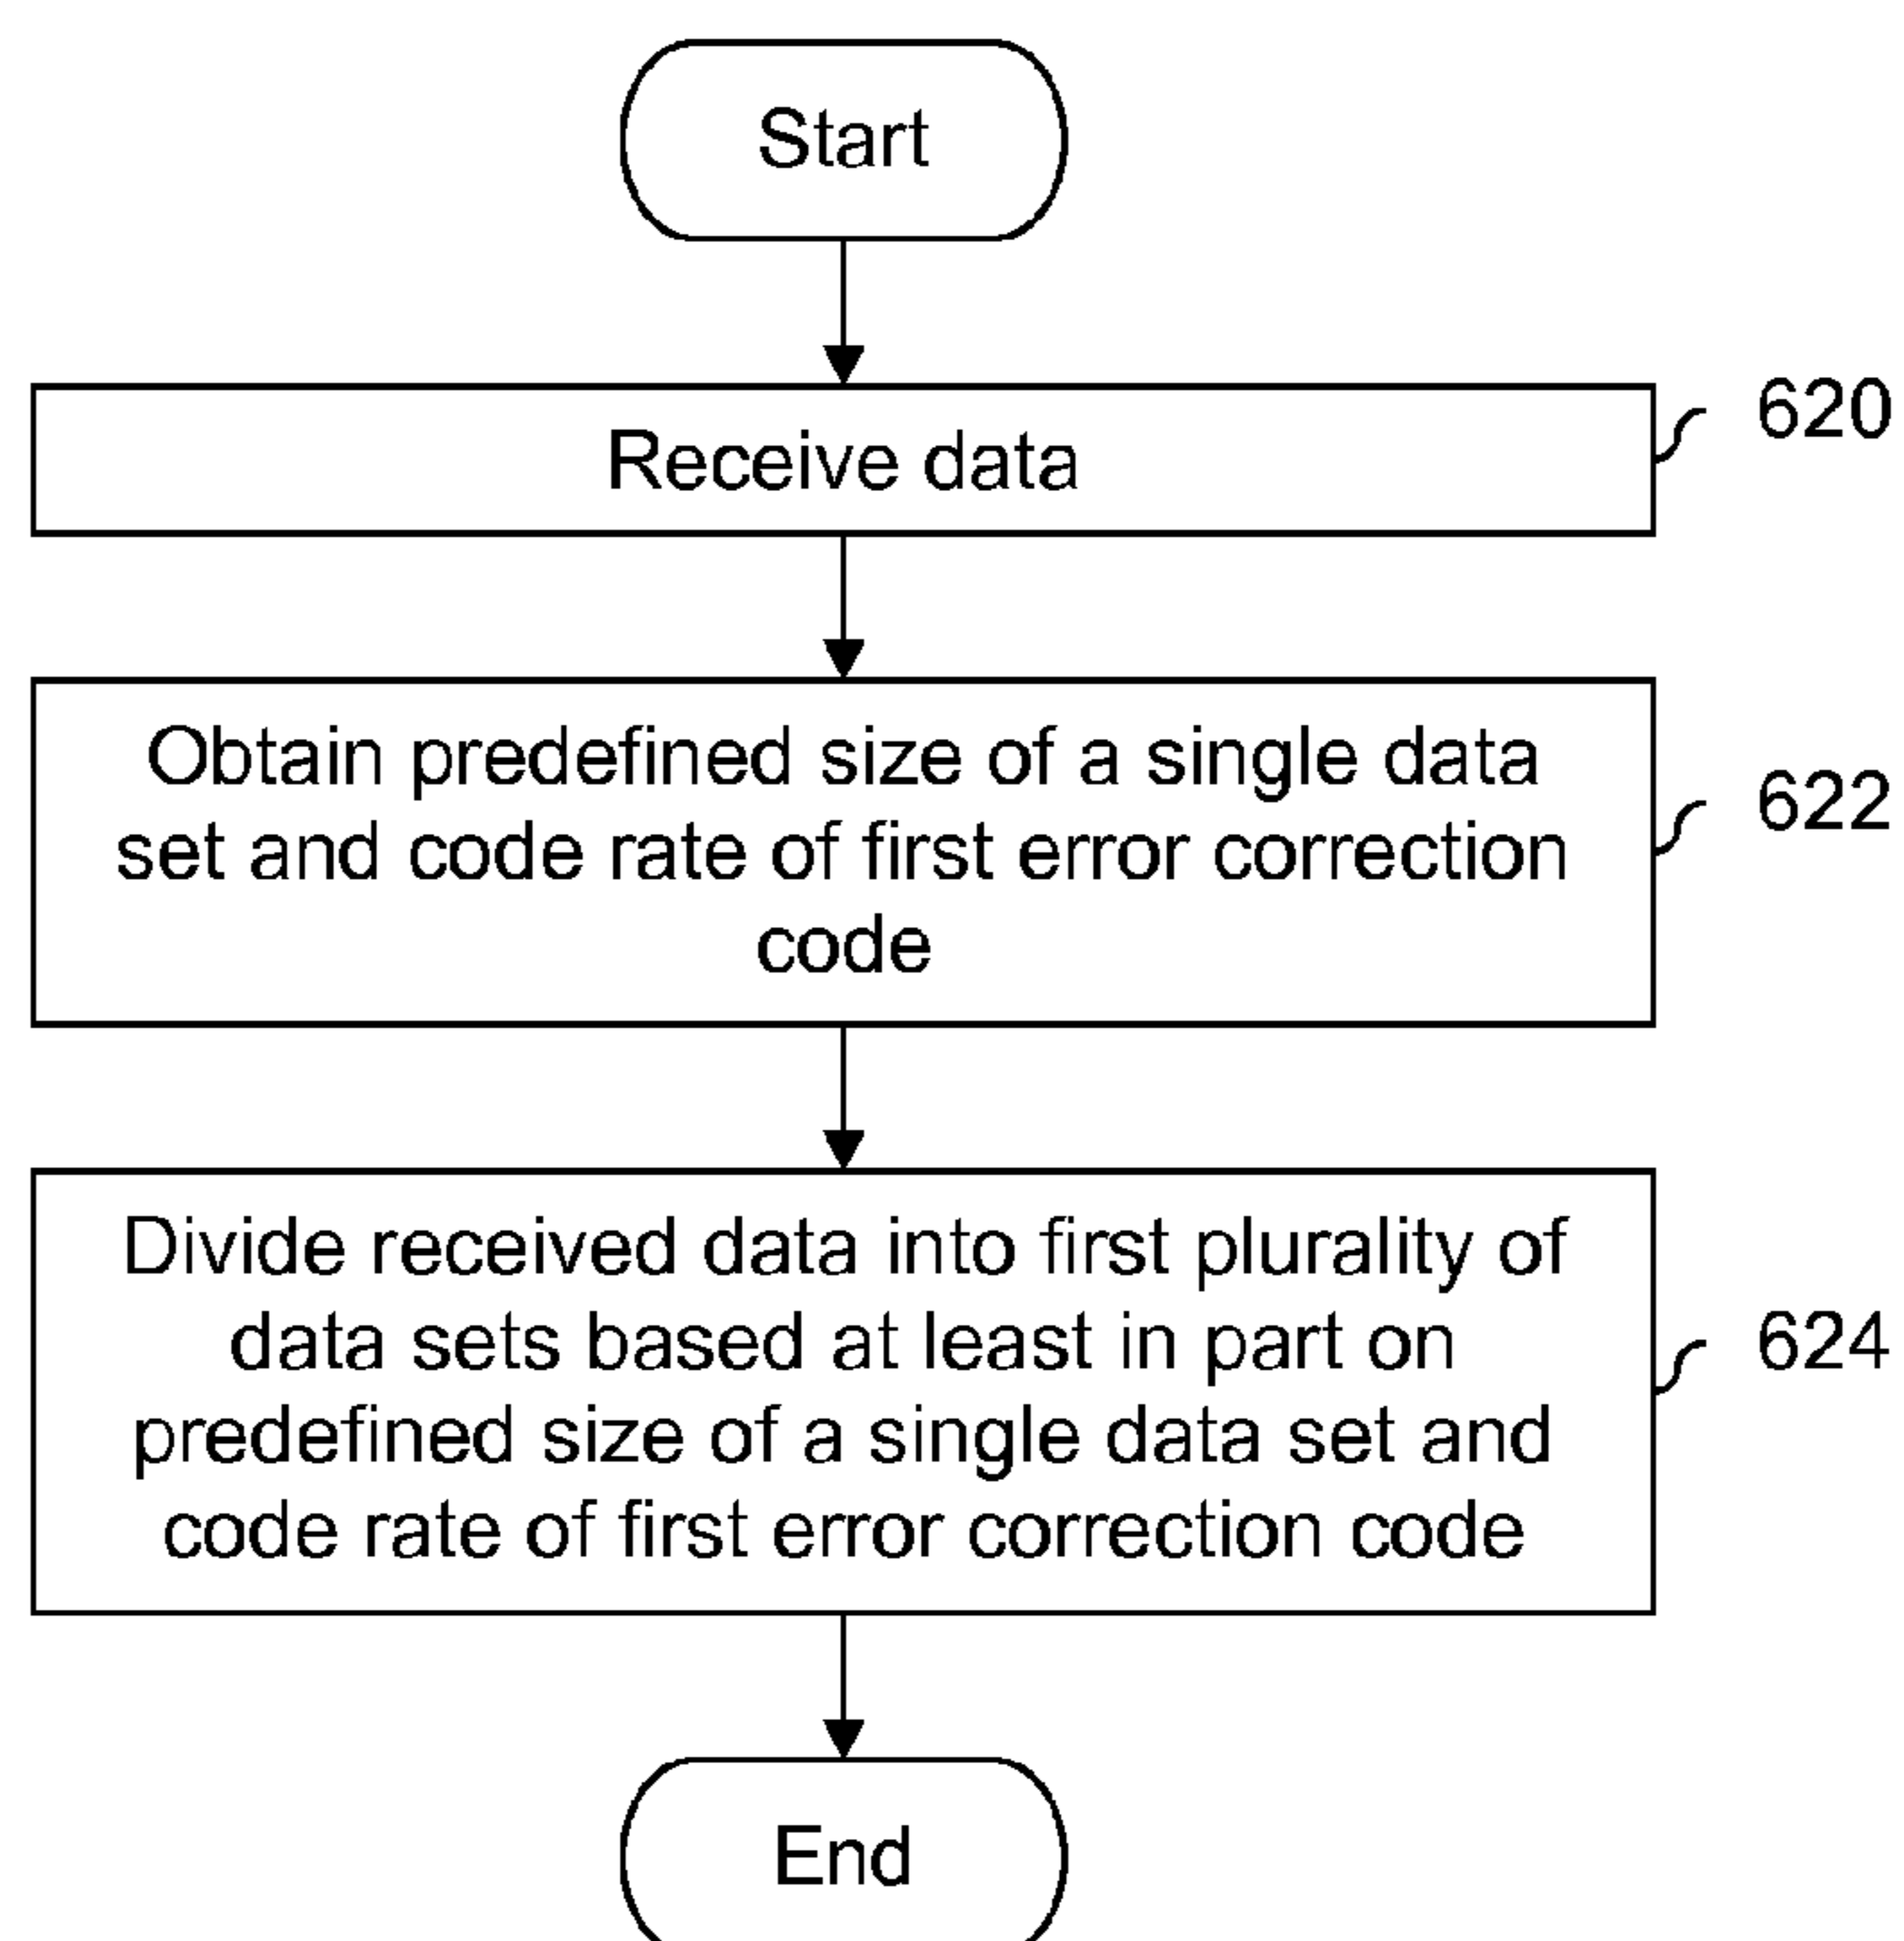 Start
Receive data
620
Obtain predefined size of a single data
set and code rate of first error correction
code
622
Divide received data into first plurality of
data sets based at least in part on
predefined size of a single data set and
code rate of first error correction code
624
End